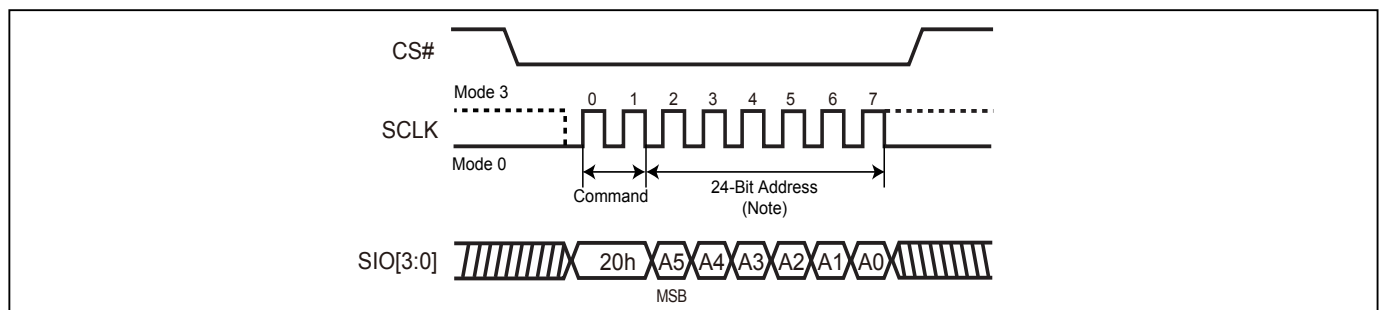 CS#
Mode 3
0 1 2 3 4 5 6 7
SCLK
Mode 0
Command
24-Bit Address
(Note)
SIO[3:0]
20h A5 A4 A3 A2 A1 A0
MSB